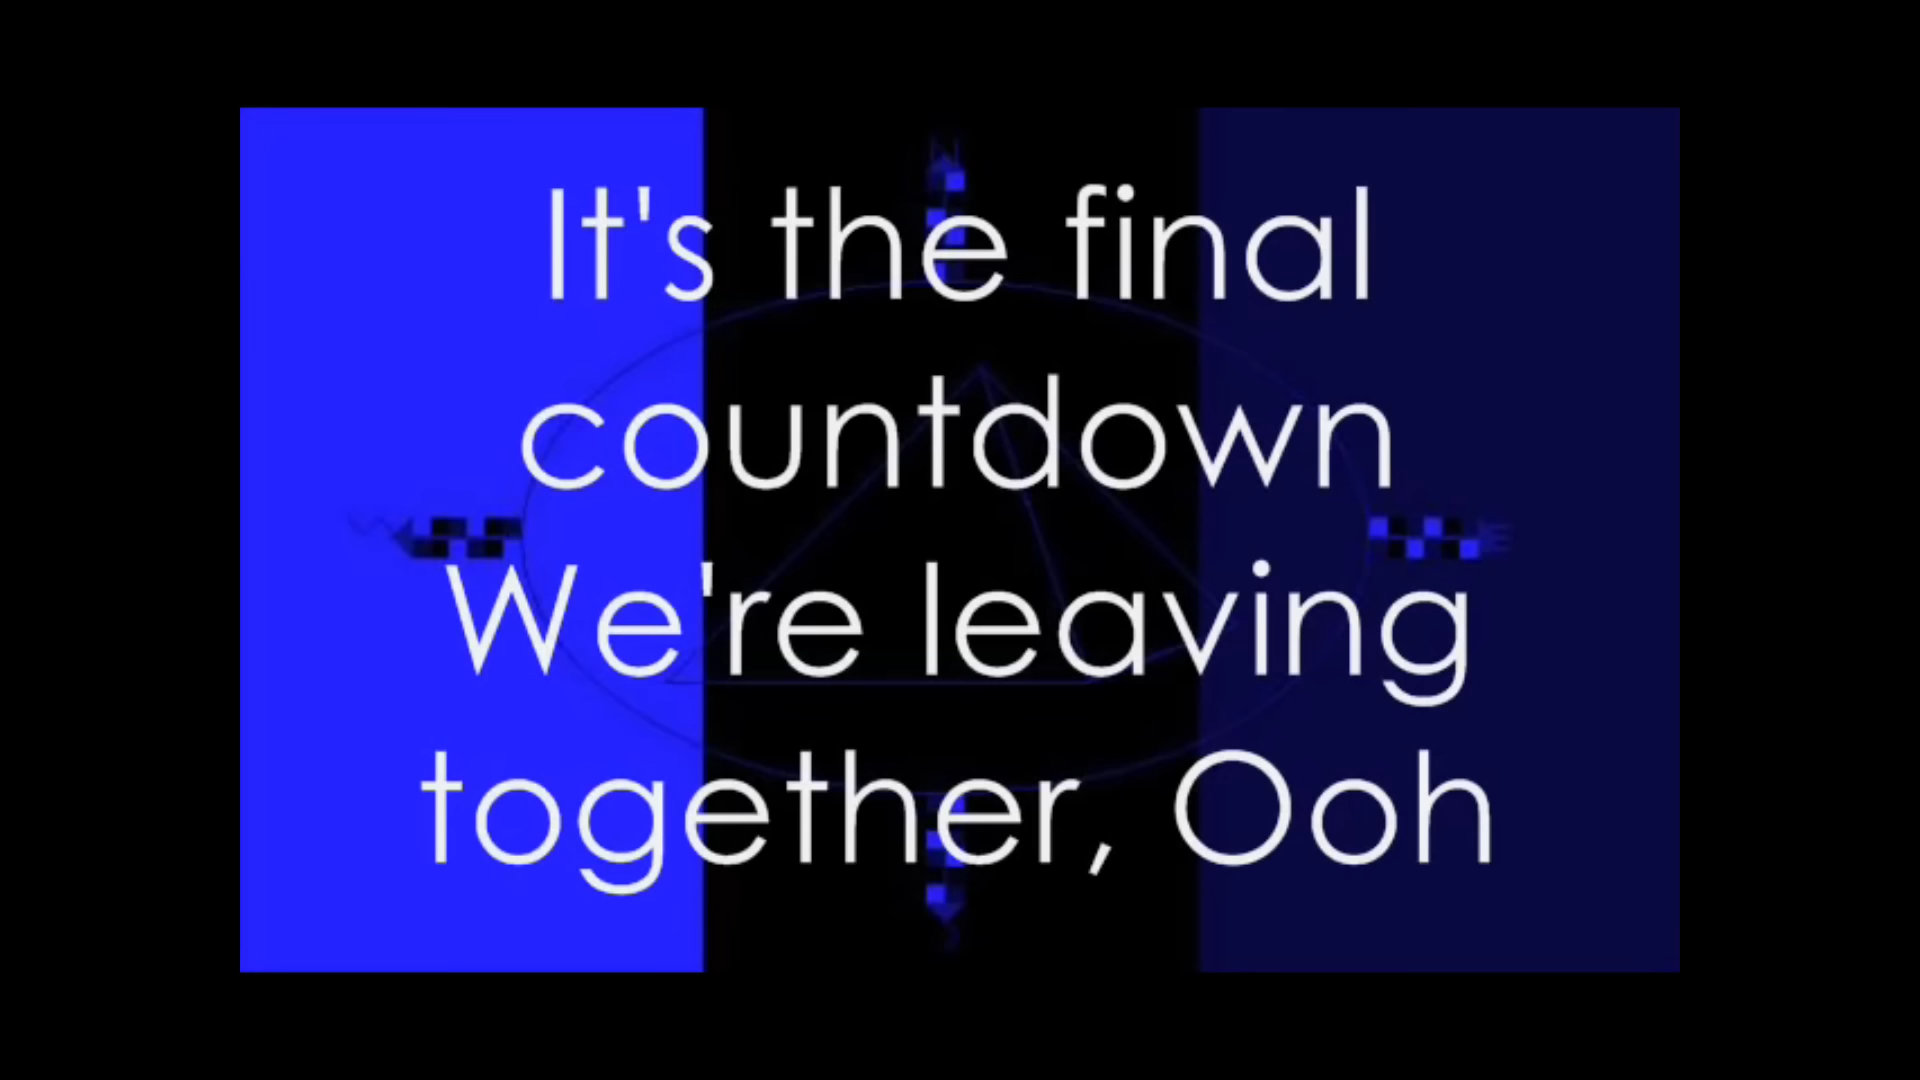 It's the final
countdown
We're leaving
together, Ooh